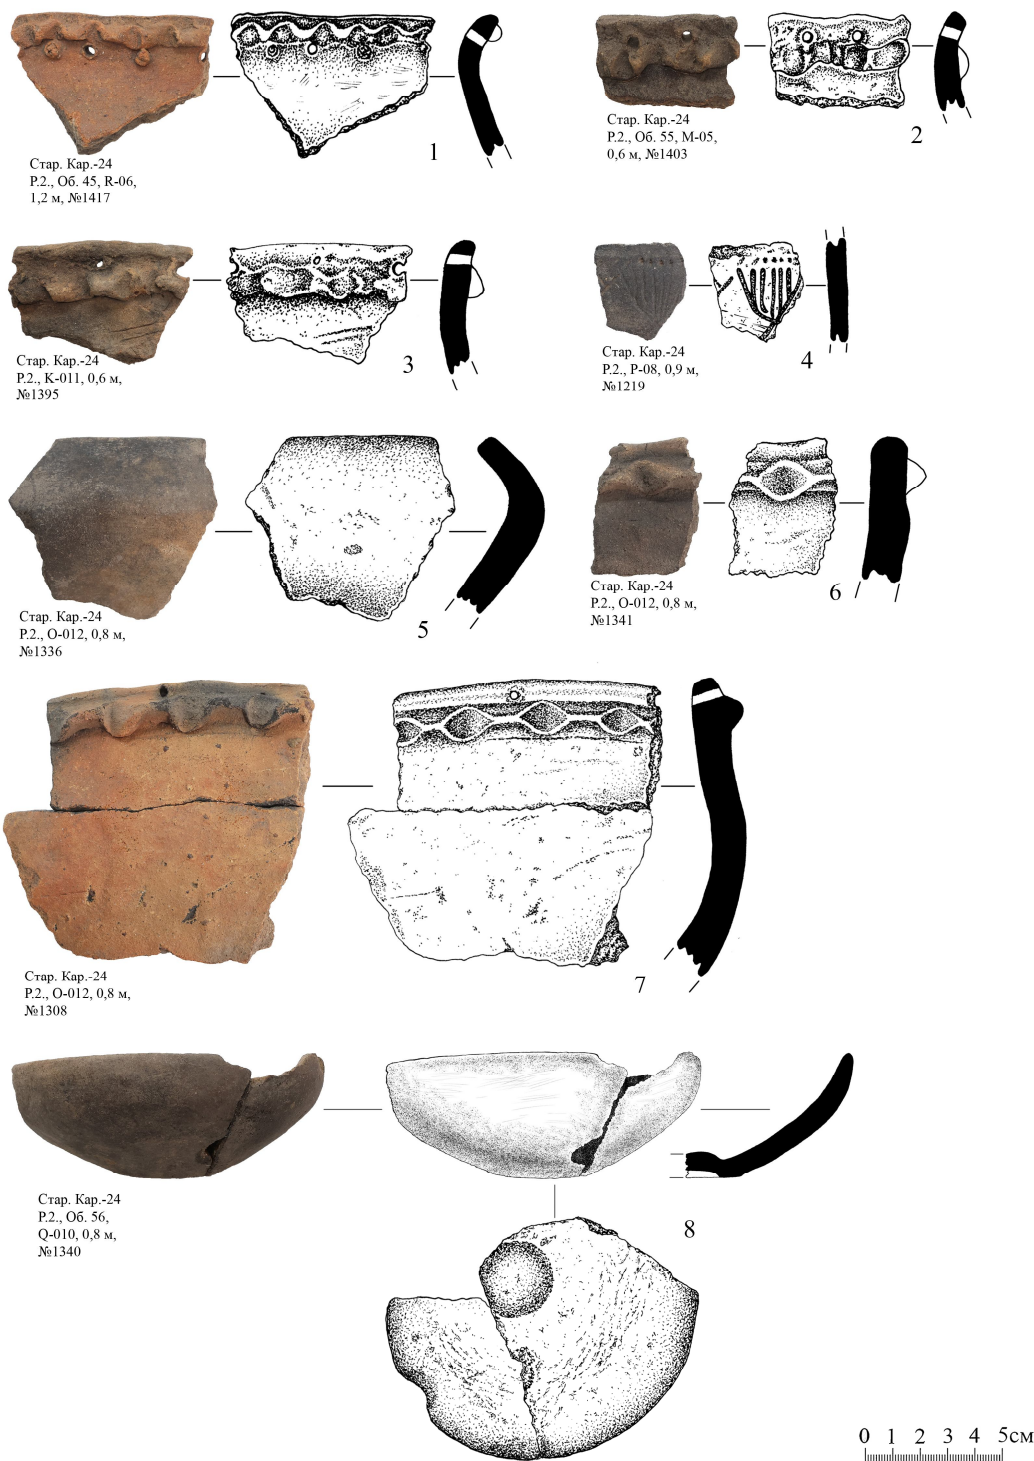 1
Стар. Кар.-24
Р.2., Об. 45, R-06,
1,2 м, №1417
2
Стар. Кар.-24
Р.2., Об. 55, М-05,
0,6 м, №1403
3
Стар. Кар.-24
Р.2., К-011, 0,6 м,
№1395
4
Стар. Кар.-24
Р.2., Р-08, 0,9 м,
№1219
5
Стар. Кар.-24
Р.2., О-012, 0,8 м,
№1336
6
Стар. Кар.-24
Р.2., О-012, 0,8 м,
№1341
7
Стар. Кар.-24
Р.2., О-012, 0,8 м,
№1308
8
Стар. Кар.-24
Р.2., Об. 56,
Q-010, 0,8 м,
№1340
0 1 2 3 4 5см